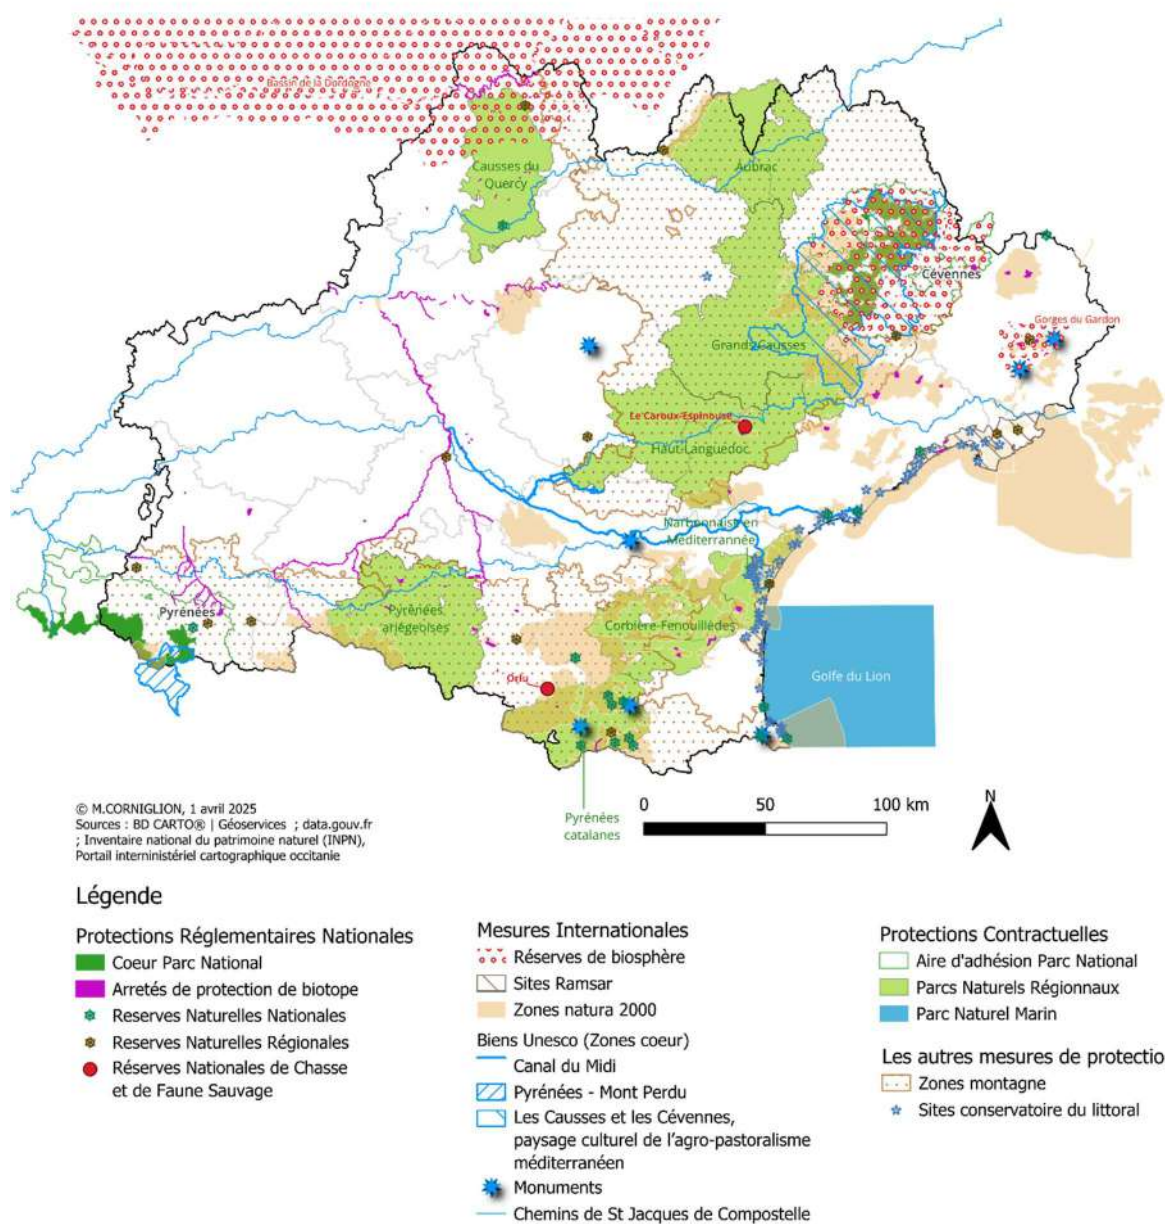 Bassin de la Dordogne
Causses du
Quercy
Aubrac
Cévennes
Gorges du Gardon
Grands Causses
Le Caroux-Espinouse
Haut-Languedoc
Narbonnaise en
Méditerrannée
Pyrénées
Pyrénées
ariégeoises
Corbière-Fenouillèdes
Orlu
Golfe du Lion
Pyrénées
catalanes
© M.CORNIGLION, 1 avril 2025
Sources : BD CARTO® | Géoservices ; data.gouv.fr
; Inventaire national du patrimoine naturel (INPN),
Portail interministériel cartographique occitanie
0 50 100 km
N
Légende
Protections Réglementaires Nationales
Coeur Parc National
Arretés de protection de biotope
Reserves Naturelles Nationales
Reserves Naturelles Régionales
Réserves Nationales de Chasse
et de Faune Sauvage
Mesures Internationales
Réserves de biosphère
Sites Ramsar
Zones natura 2000
Biens Unesco (Zones coeur)
Canal du Midi
Pyrénées - Mont Perdu
Les Causses et les Cévennes,
paysage culturel de l'agro-pastoralisme
méditerranéen
Monuments
Chemins de St Jacques de Compostelle
Protections Contractuelles
Aire d'adhésion Parc National
Parcs Naturels Régionnaux
Parc Naturel Marin
Les autres mesures de protectio
Zones montagne
Sites conservatoire du littoral